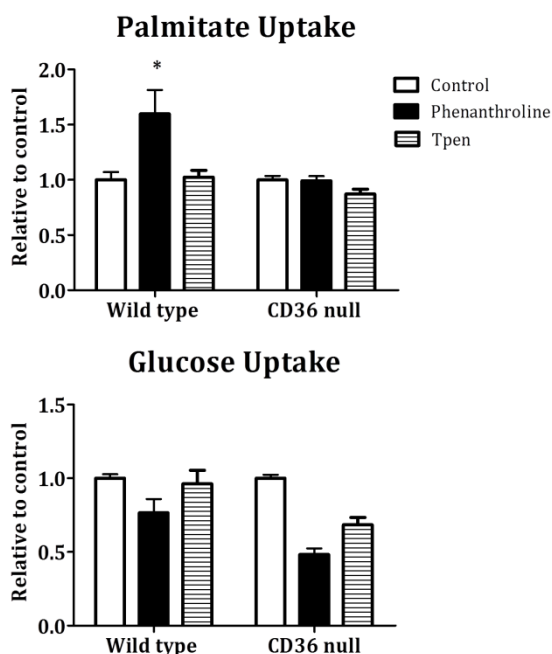 Palmitate Uptake
Relative to control
2.0
1.5
1.0
0.5
0.0
*
Wild type
CD36 null
Control
Phenanthroline
Tpen
Glucose Uptake
Relative to control
1.5
1.0
0.5
0.0
Wild type
CD36 null